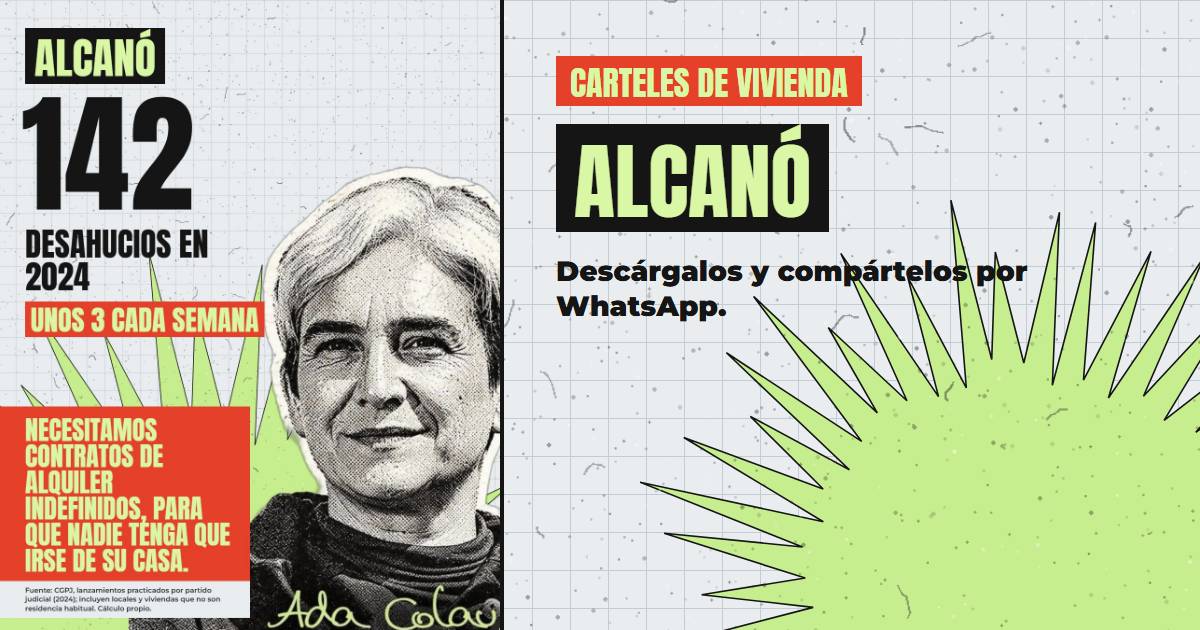 ALCANÓ
142
DESAHUCIOS EN
2024
UNOS 3 CADA SEMANA
NECESITAMOS
CONTRATOS DE
ALQUILER
INDEFINIDOS, PARA
QUE NADIE TENGA QUE
IRSE DE SU CASA.
Fuente: CGPJ, lanzamientos practicados por partido
judicial (2024); incluyen locales y viviendas que no son
residencia habitual. Cálculo propio.
Ada Colau
CARTELES DE VIVIENDA
ALCANÓ
Descárgalos y compártelos por
WhatsApp.